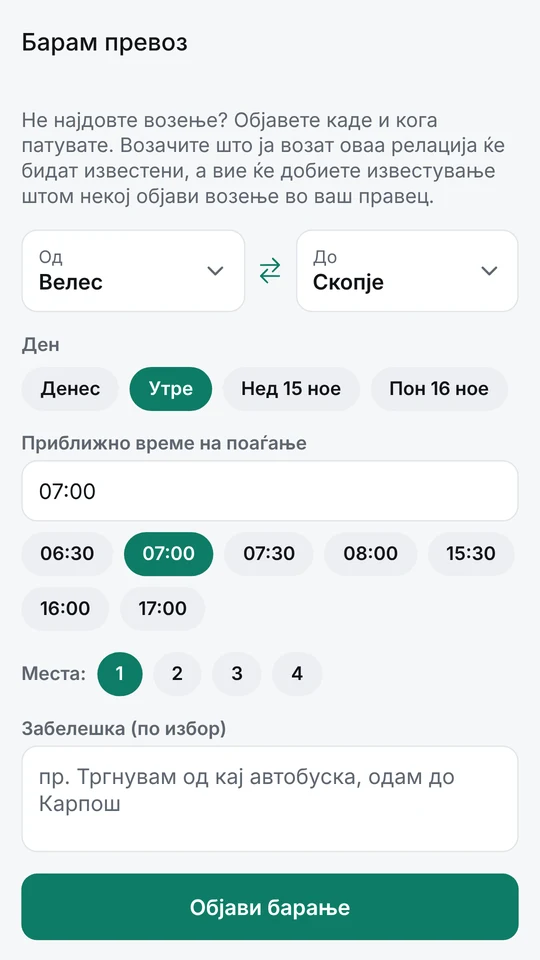 Барам превоз
Не најдовте возење? Објавете каде и кога
патувате. Возачите што ја возат оваа релација ќе
бидат известени, а вие ќе добиете известување
штом некој објави возење во ваш правец.
Од
Велес
До
Скопје
Ден
Денес
Утре
Нед 15 ное
Пон 16 ное
Приближно време на поаѓање
07:00
06:30
07:00
07:30
08:00
15:30
16:00
17:00
Места:
1
2
3
4
Забелешка (по избор)
пр. Тргнувам од кај автобуска, одам до
Карпош
Објави барање